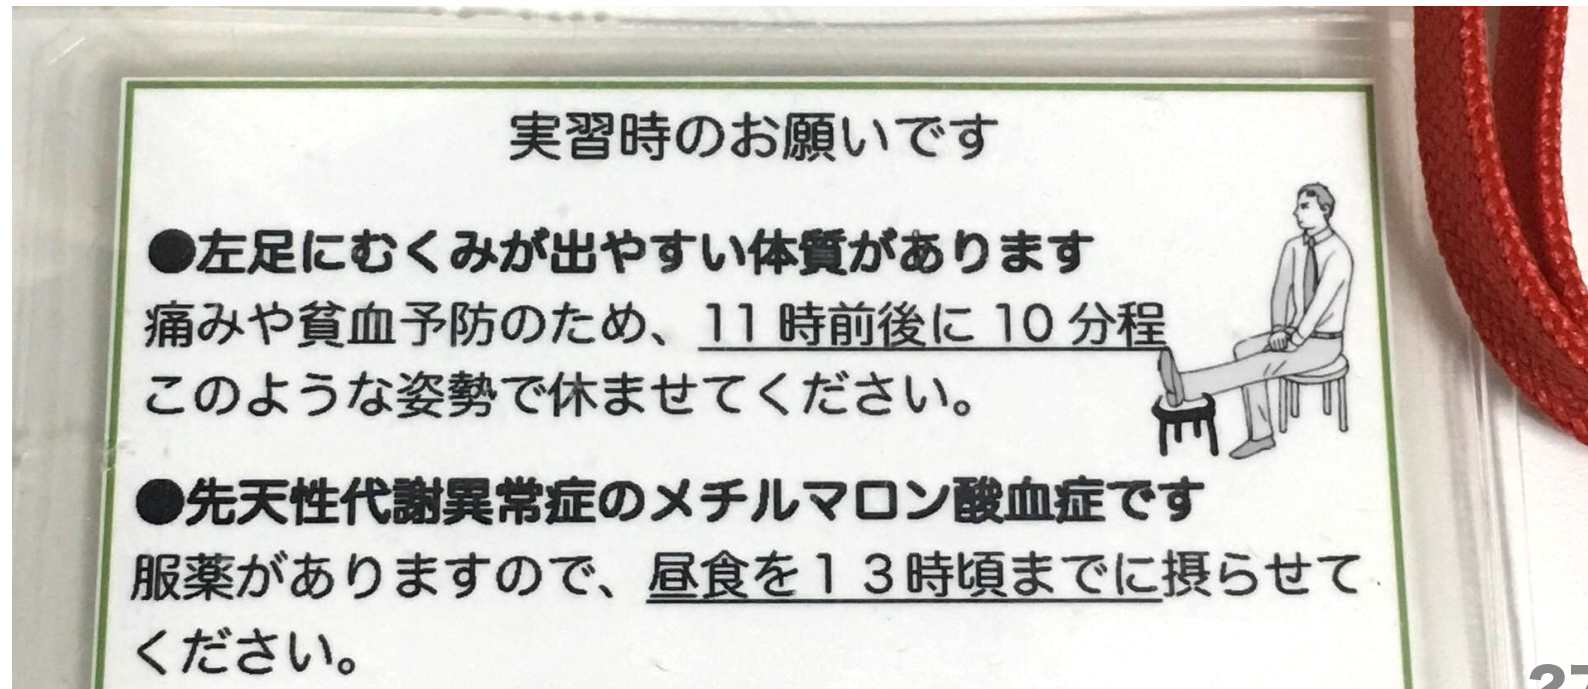 実習時のお願いです
●左足にむくみが出やすい体質があります
痛みや貧血予防のため、11時前後に10分程
このような姿勢で休ませてください。
●先天性代謝異常症のメチルマロン酸血症です
服薬がありますので、昼食を１３時頃までに摂らせて
ください。